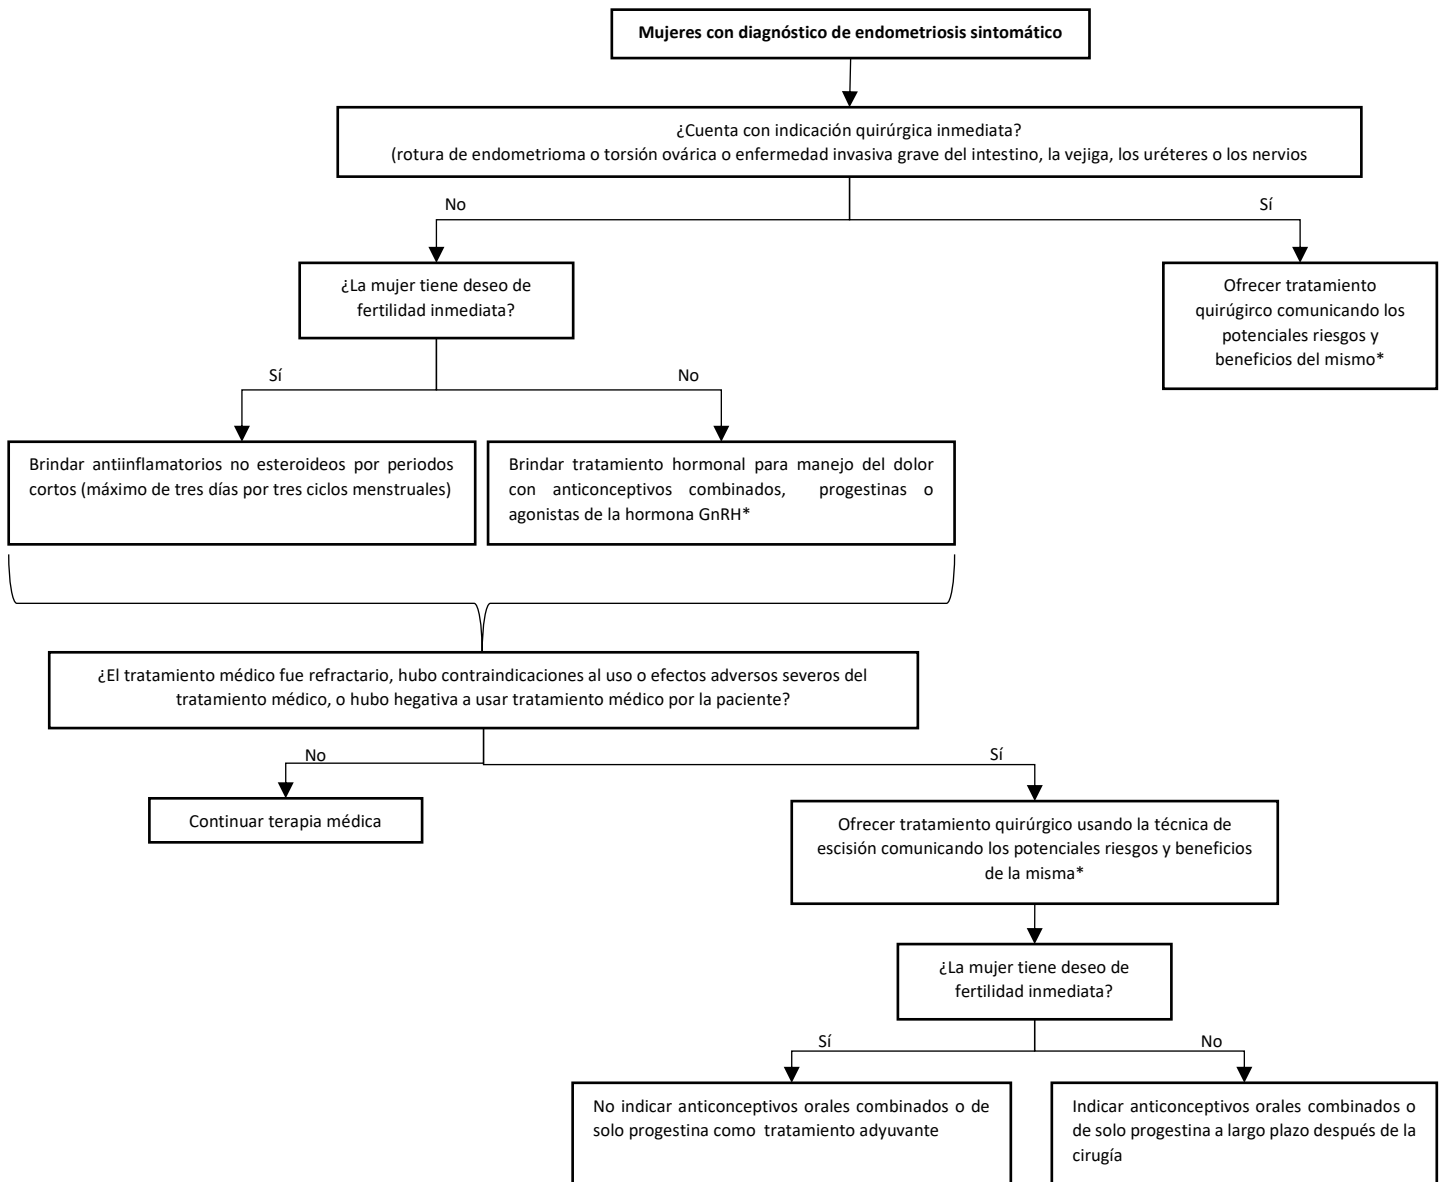 Mujeres con diagnóstico de endometriosis sintomático
¿Cuenta con indicación quirúrgica inmediata?
(rotura de endometrioma o torsión ovárica o enfermedad invasiva grave del intestino, la vejiga, los uréteres o los nervios
No
Sí
¿La mujer tiene deseo de
fertilidad inmediata?
Ofrecer tratamiento
quirúgirco comunicando los
potenciales riesgos y
beneficios del mismo*
Sí
No
Brindar antiinflamatorios no esteroideos por periodos
cortos (máximo de tres días por tres ciclos menstruales)
Brindar tratamiento hormonal para manejo del dolor
con anticonceptivos combinados, progestinas o
agonistas de la hormona GnRH*
¿El tratamiento médico fue refractario, hubo contraindicaciones al uso o efectos adversos severos del
tratamiento médico, o hubo hegativa a usar tratamiento médico por la paciente?
No
Sí
Continuar terapia médica
Ofrecer tratamiento quirúrgico usando la técnica de
escisión comunicando los potenciales riesgos y beneficios
de la misma*
¿La mujer tiene deseo de
fertilidad inmediata?
Sí
No
No indicar anticonceptivos orales combinados o de
solo progestina como tratamiento adyuvante
Indicar anticonceptivos orales combinados o
de solo progestina a largo plazo después de la
cirugía